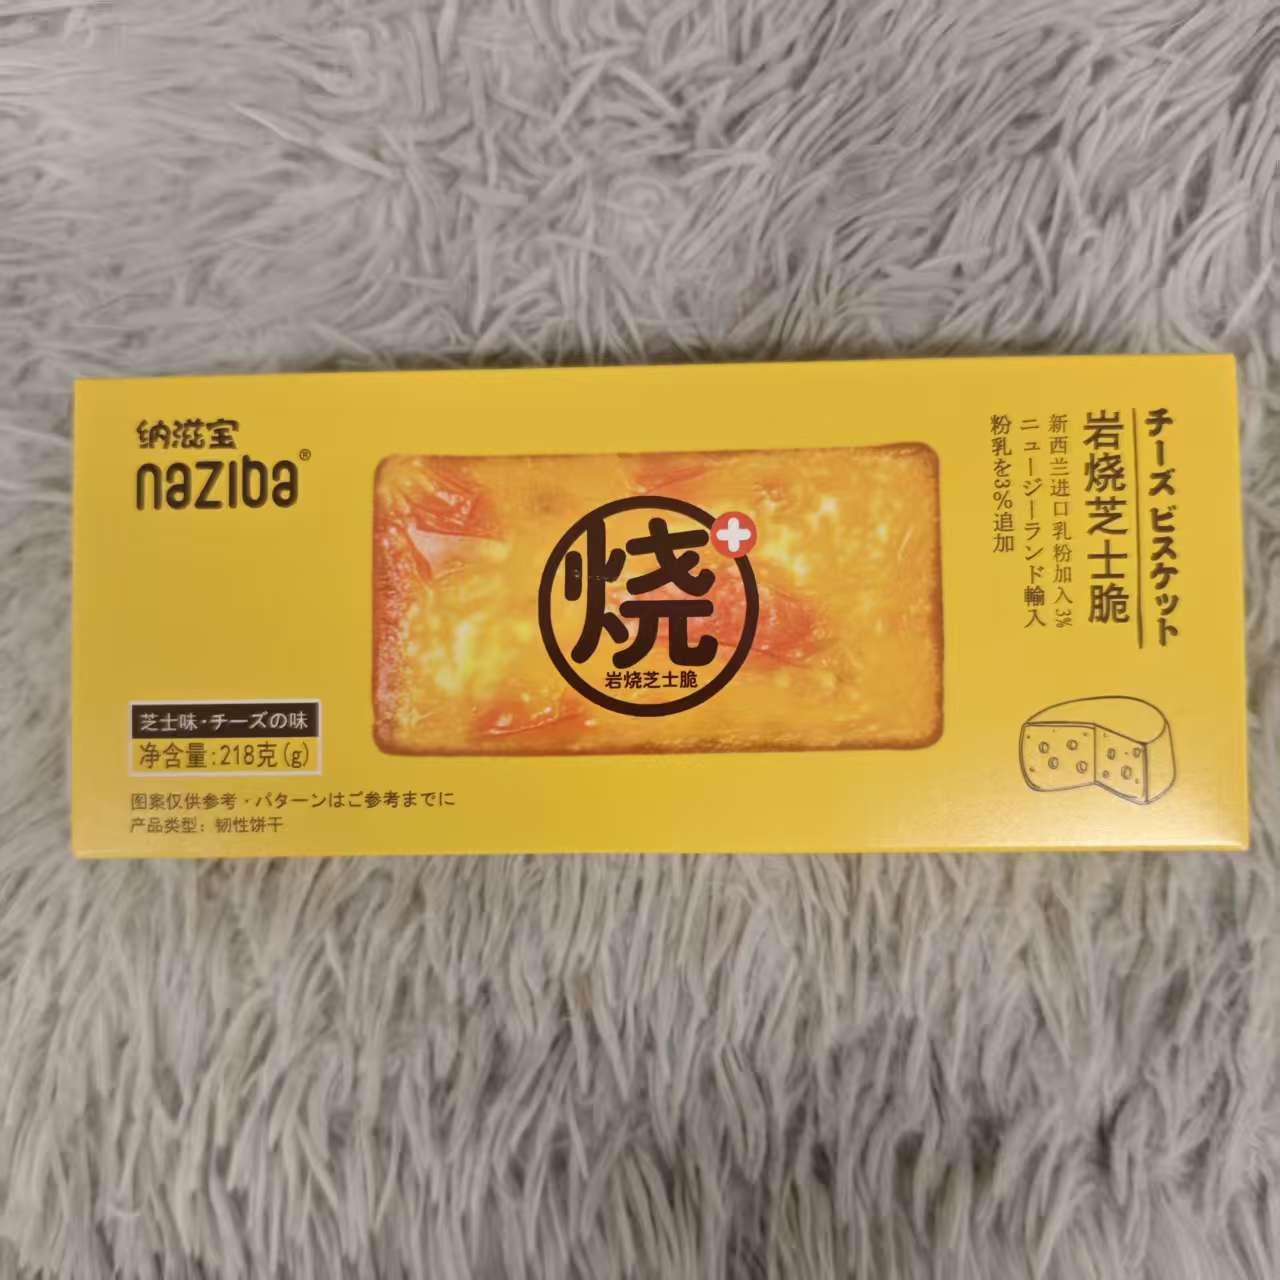 纳滋宝
naziba®
烧
岩烧芝士脆
チーズ ビスケット
岩烧芝士脆
新西兰进口乳粉加入3%
ニュージーランド輸入
粉乳を3%追加
芝士味·チーズの味
净含量:218克(g)
图案仅供参考·パターンはご参考までに
产品类型：韧性饼干